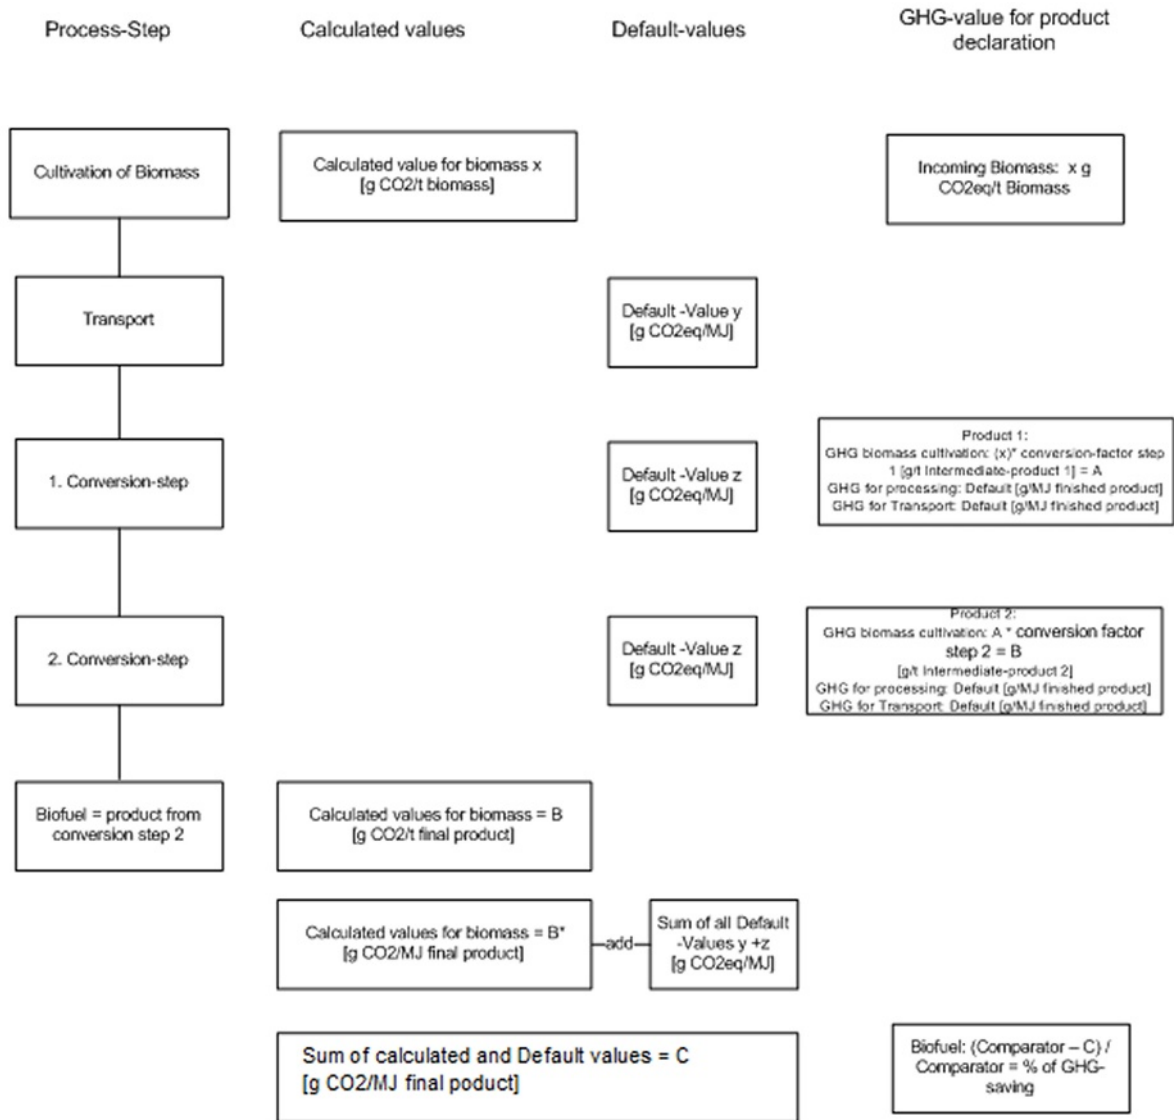 Process-Step
Calculated values
Default-values
GHG-value for product
declaration
Cultivation of Biomass
Calculated value for biomass x
[g CO2/t biomass]
Incoming Biomass: x g
CO2eq/t Biomass
Transport
Default -Value y
[g CO2eq/MJ]
1. Conversion-step
Default -Value z
[g CO2eq/MJ]
Product 1:
GHG biomass cultivation: (x)* conversion-factor step
1 [g/t Intermediate-product 1] = A
GHG for processing: Default [g/MJ finished product]
GHG for Transport: Default [g/MJ finished product]
2. Conversion-step
Default -Value z
[g CO2eq/MJ]
Product 2:
GHG biomass cultivation: A * conversion factor
step 2 = B
[g/t Intermediate-product 2]
GHG for processing: Default [g/MJ finished product]
GHG for Transport: Default [g/MJ finished product]
Biofuel = product from
conversion step 2
Calculated values for biomass = B
[g CO2/t final product]
Calculated values for biomass = B*
[g CO2/MJ final product]
add
Sum of all Default
-Values y +z
[g CO2eq/MJ]
Sum of calculated and Default values = C
[g CO2/MJ final poduct]
Biofuel: (Comparator – C) /
Comparator = % of GHG-
saving